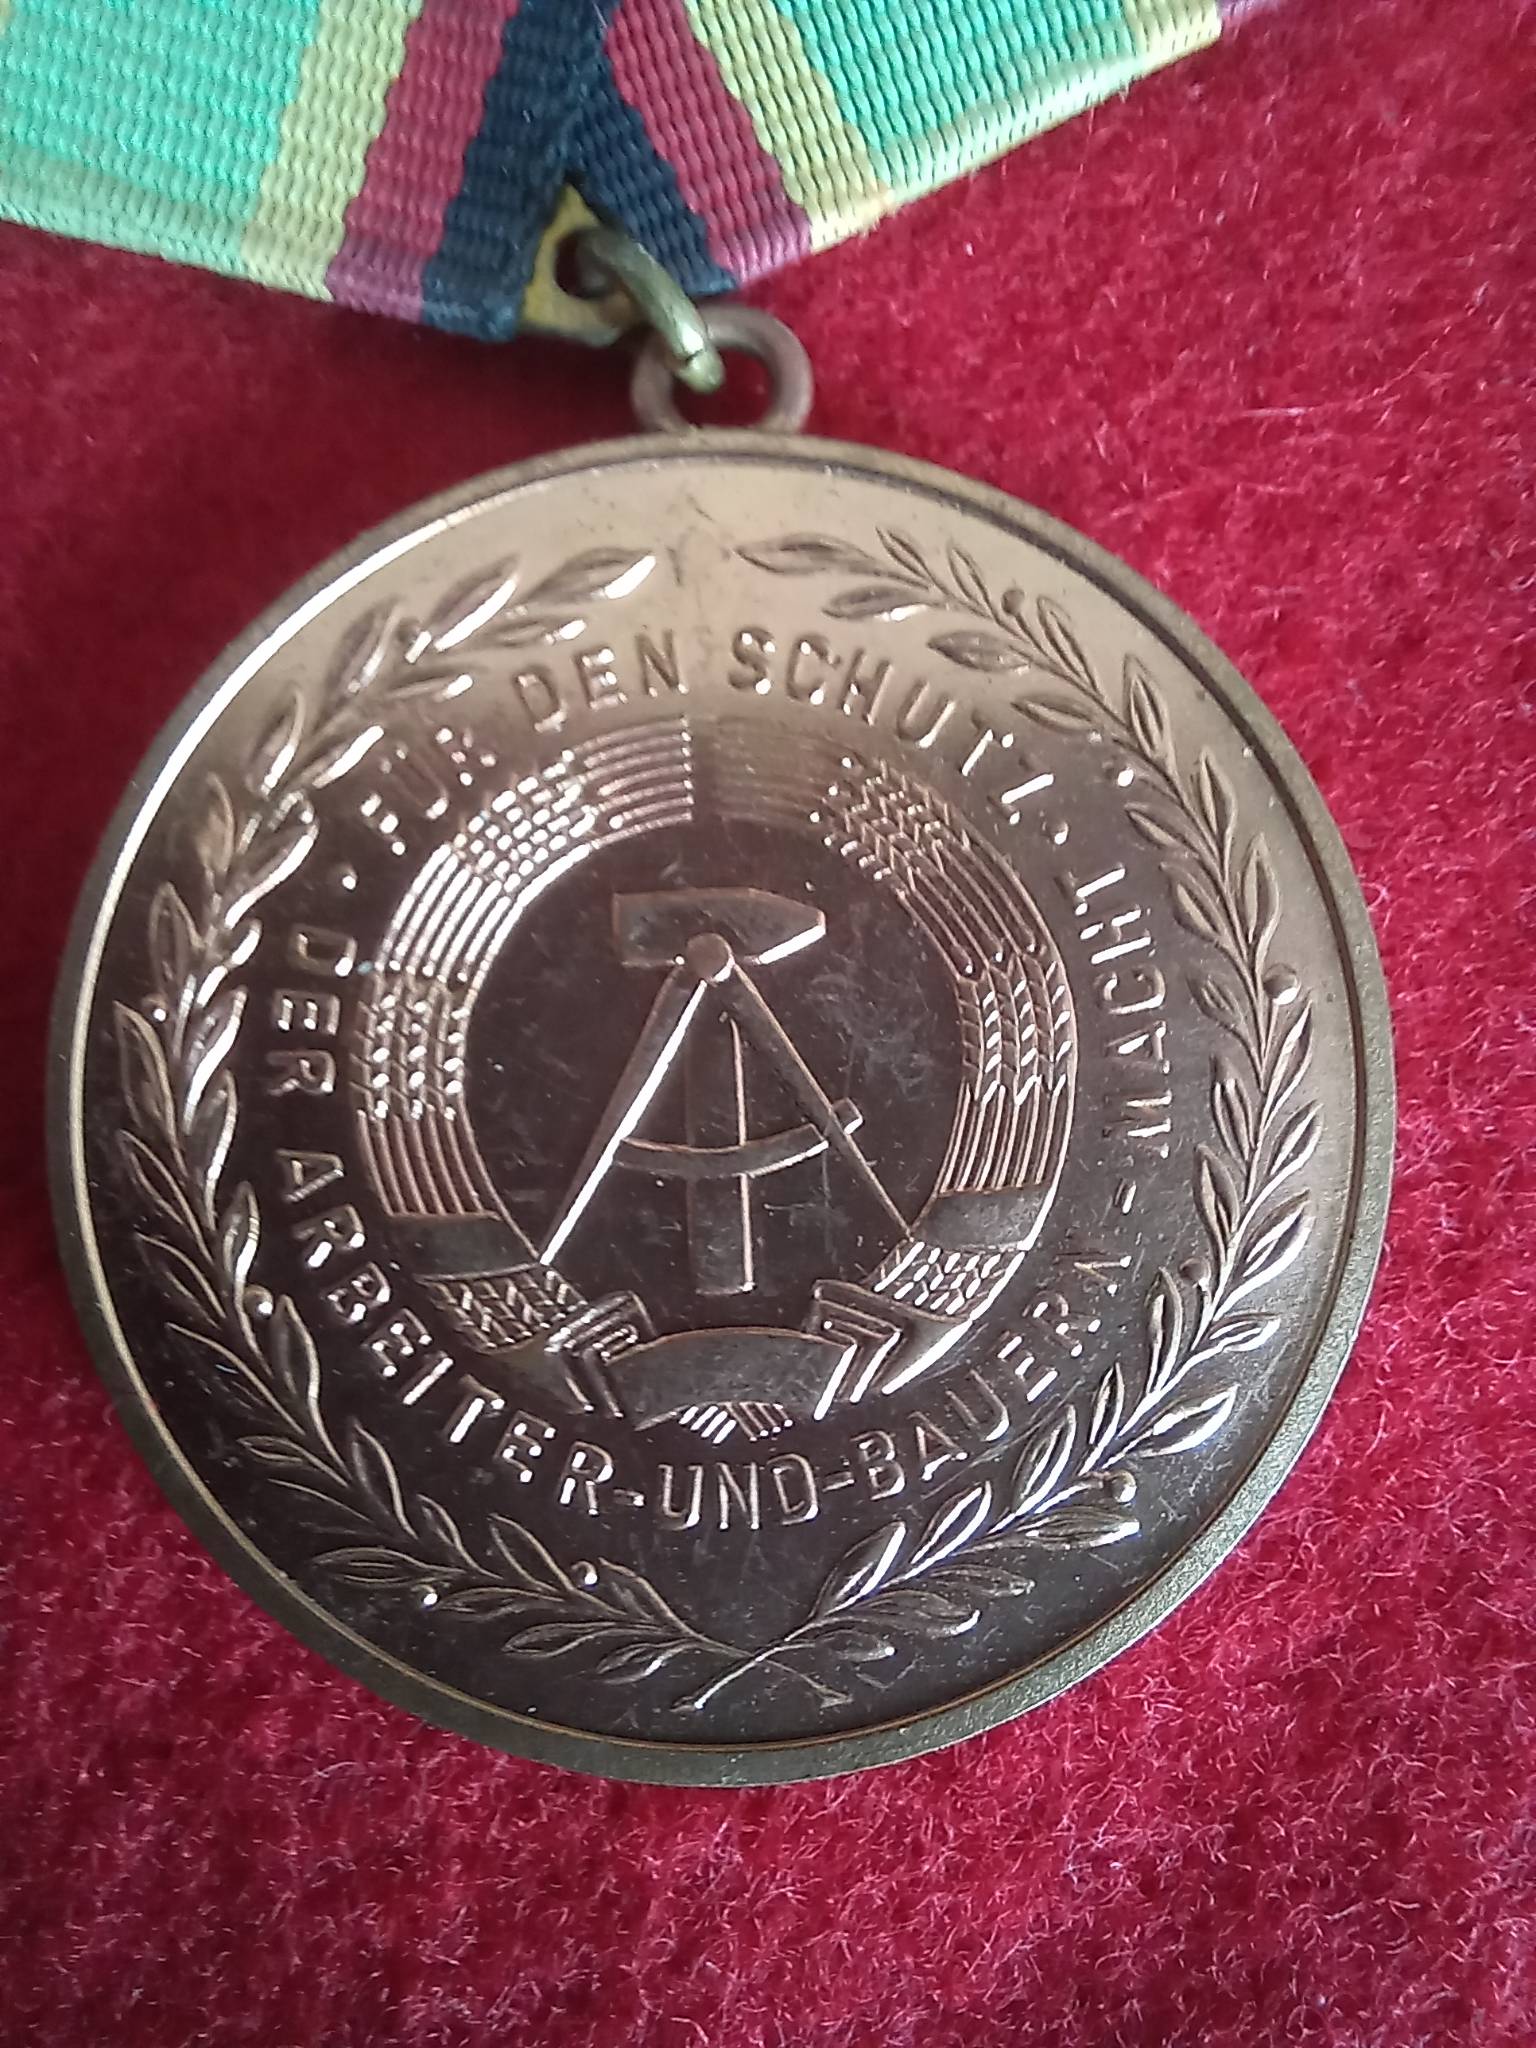 FÜR DEN SCHUTZ
DER ARBEITER-UND-BAUERN-MACHT